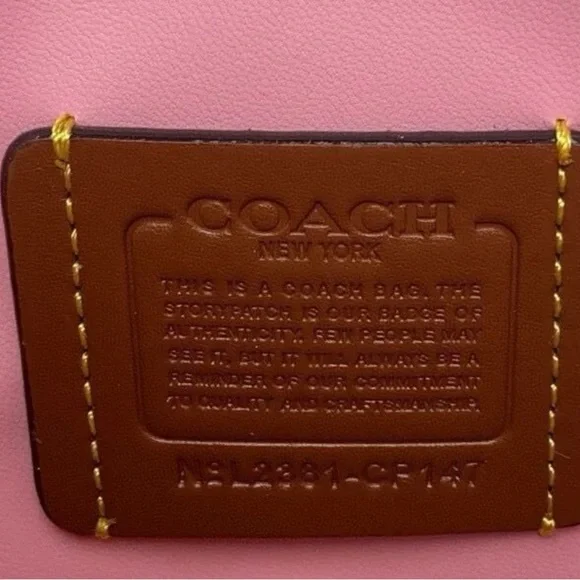 COACH
NEW YORK
THIS IS A COACH BAG. THE
STORYPATCH IS OUR BADGE OF
AUTHENTICITY. FEW PEOPLE MAY
SEE IT, BUT IT WILL ALWAYS BE A
REMINDER OF OUR COMMITMENT
TO QUALITY AND CRAFTSMANSHIP.
NºL2381-CP147